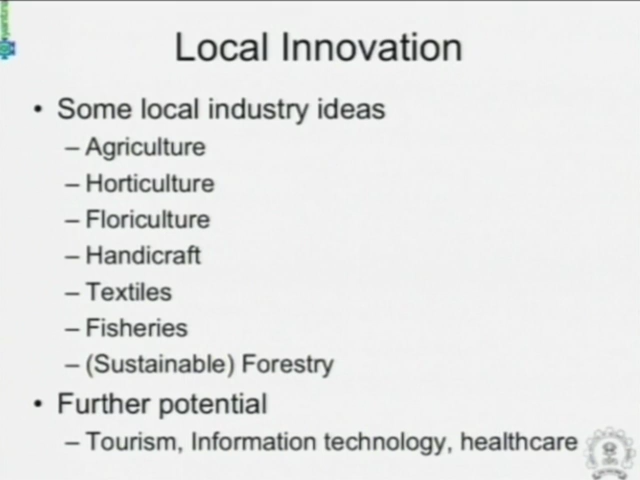 Local Innovation
• Some local industry ideas
– Agriculture
– Horticulture
– Floriculture
– Handicraft
– Textiles
– Fisheries
– (Sustainable) Forestry
• Further potential
– Tourism, Information technology, healthcare